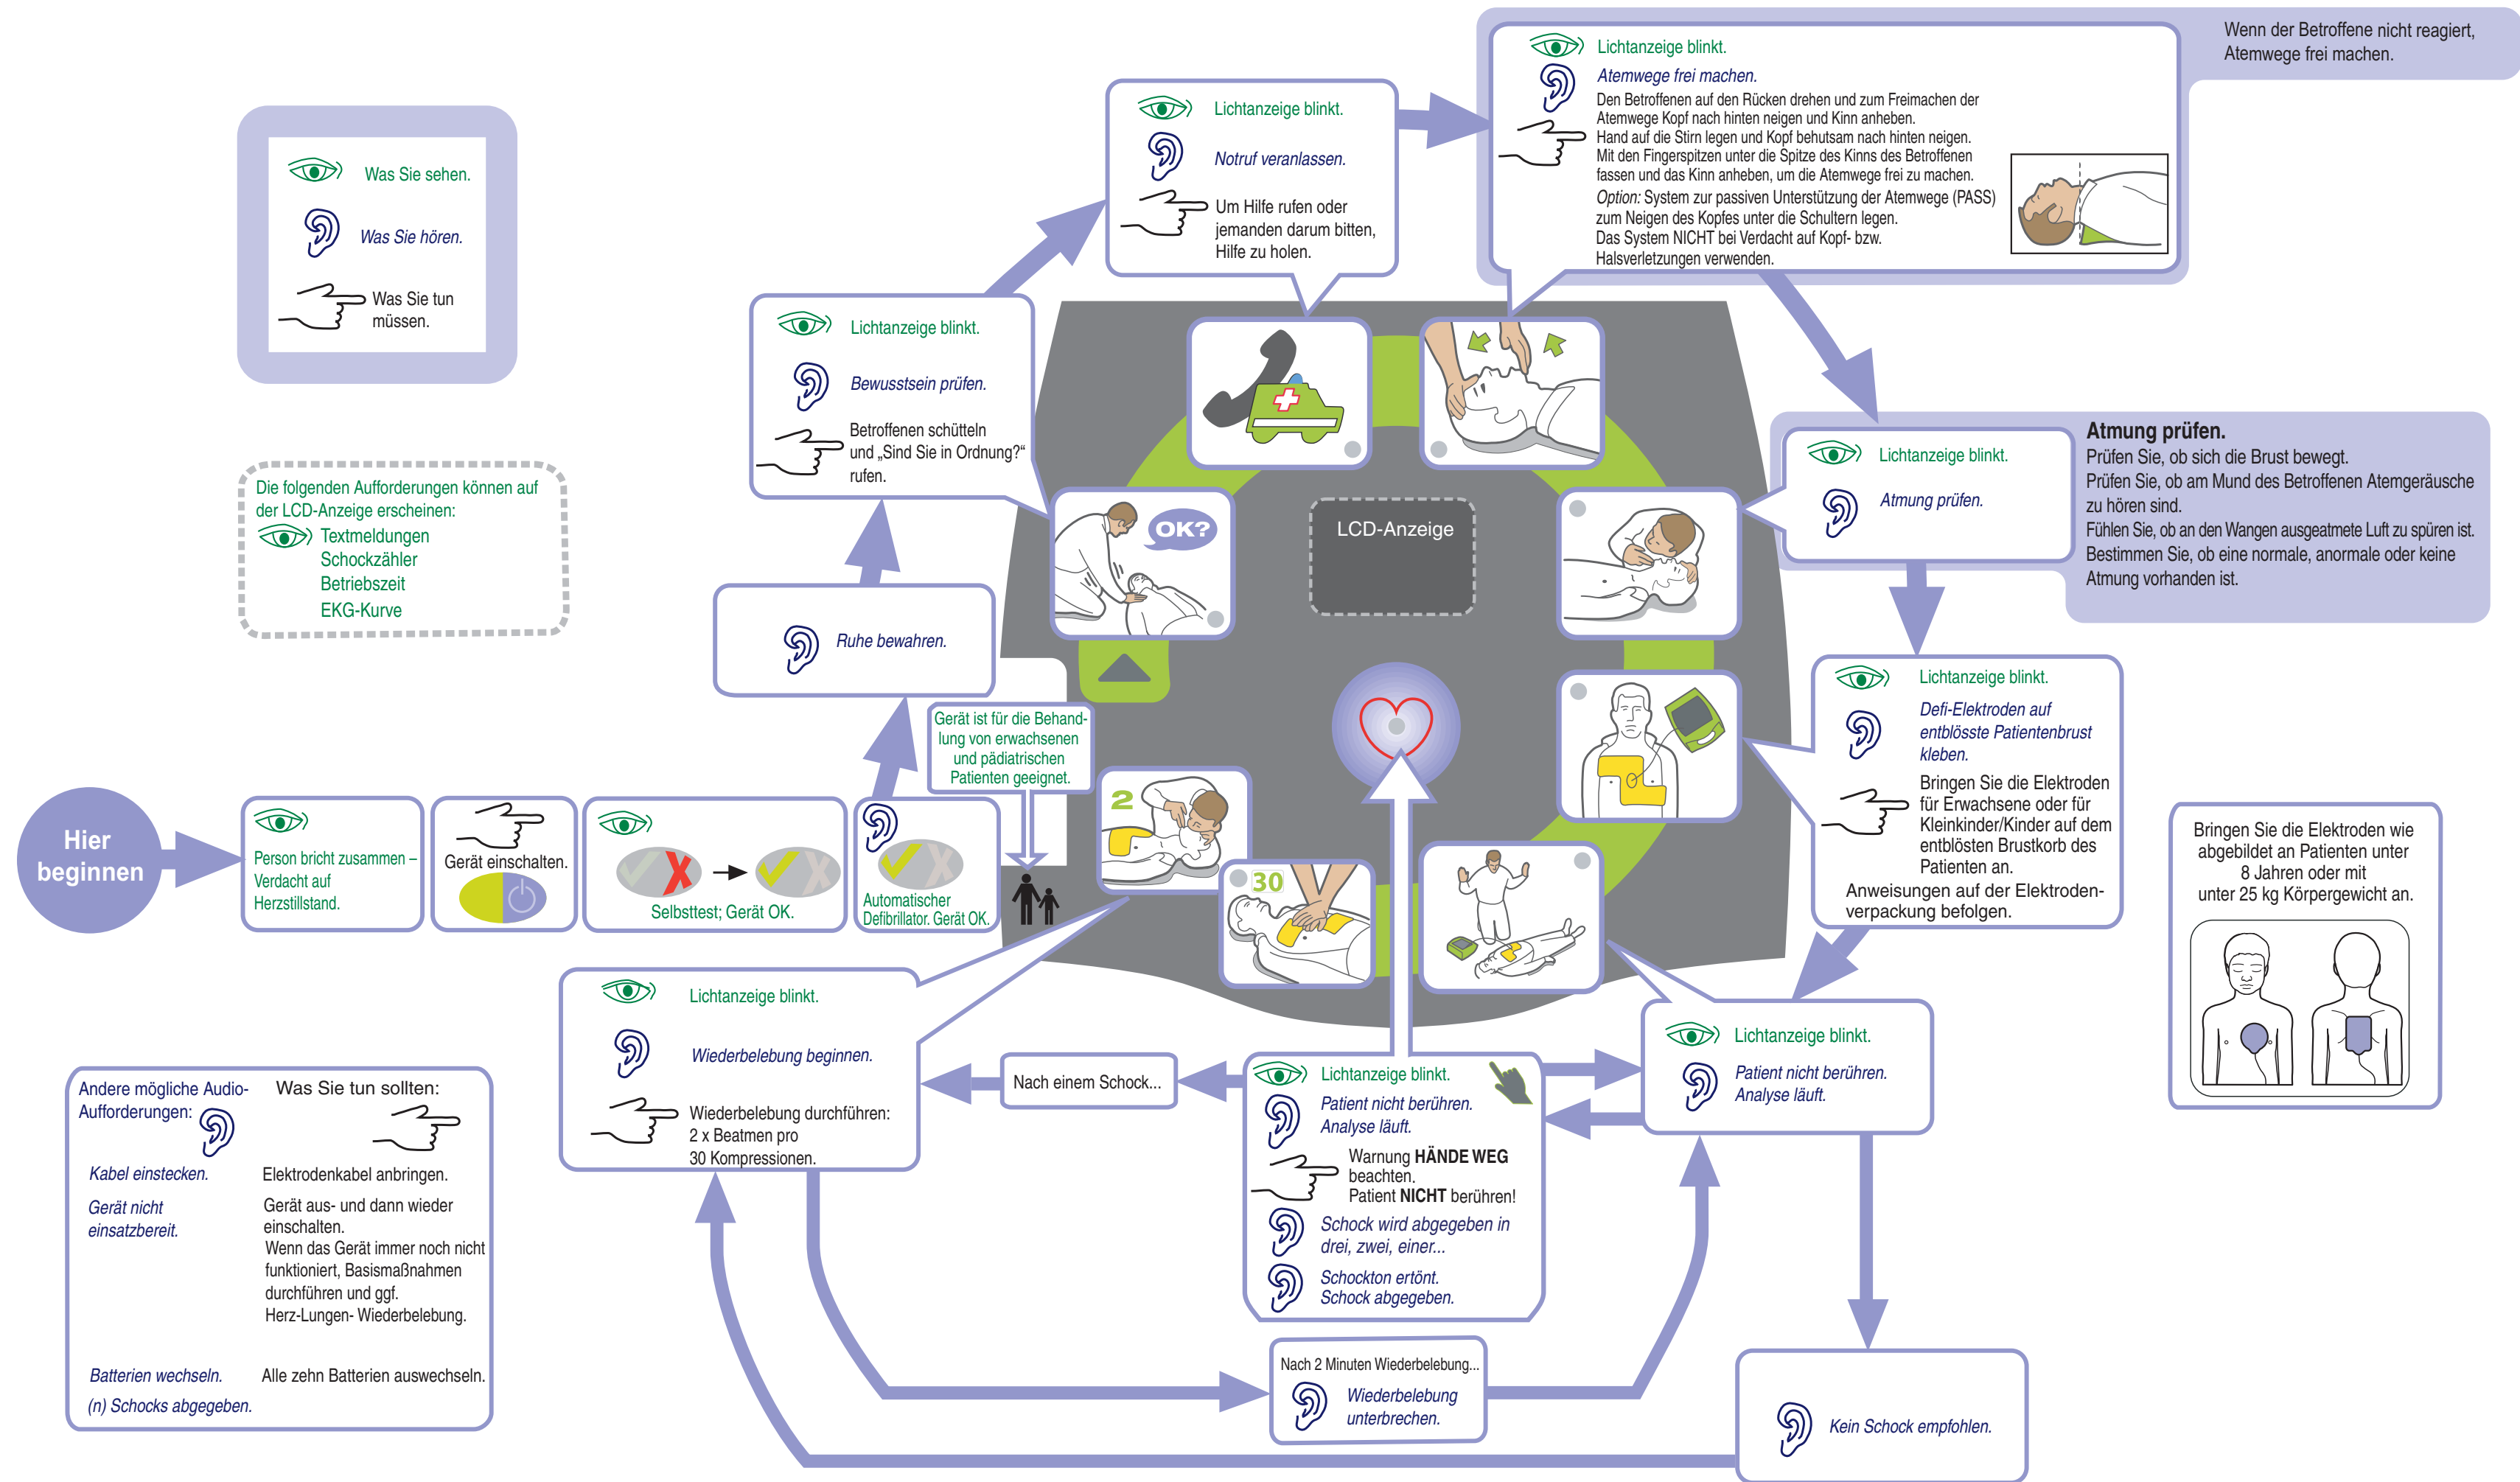 Wenn der Betroffene nicht reagiert,
Atemwege frei machen.
Lichtanzeige blinkt.
Atemwege frei machen.
Den Betroffenen auf den Rücken drehen und zum Freimachen der
Atemwege Kopf nach hinten neigen und Kinn anheben.
Hand auf die Stirn legen und Kopf behutsam nach hinten neigen.
Mit den Fingerspitzen unter die Spitze des Kinns des Betroffenen
fassen und das Kinn anheben, um die Atemwege frei zu machen.
Option: System zur passiven Unterstützung der Atemwege (PASS)
zum Neigen des Kopfes unter die Schultern legen.
Das System NICHT bei Verdacht auf Kopf- bzw.
Halsverletzungen verwenden.
Lichtanzeige blinkt.
Notruf veranlassen.
Um Hilfe rufen oder
jemanden darum bitten,
Hilfe zu holen.
Was Sie sehen.
Was Sie hören.
Was Sie tun
müssen.
Lichtanzeige blinkt.
Bewusstsein prüfen.
Betroffenen schütteln
und „Sind Sie in Ordnung?“
rufen.
Die folgenden Aufforderungen können auf
der LCD-Anzeige erscheinen:
Textmeldungen
Schockzähler
Betriebszeit
EKG-Kurve
OK?
LCD-Anzeige
Lichtanzeige blinkt.
Atmung prüfen.
Atmung prüfen.
Prüfen Sie, ob sich die Brust bewegt.
Prüfen Sie, ob am Mund des Betroffenen Atemgeräusche
zu hören sind.
Fühlen Sie, ob an den Wangen ausgeatmete Luft zu spüren ist.
Bestimmen Sie, ob eine normale, anormale oder keine
Atmung vorhanden ist.
Ruhe bewahren.
Gerät ist für die Behand-
lung von erwachsenen
und pädiatrischen
Patienten geeignet.
Lichtanzeige blinkt.
Defi-Elektroden auf
entblösste Patientenbrust
kleben.
Bringen Sie die Elektroden
für Erwachsene oder für
Kleinkinder/Kinder auf dem
entblösten Brustkorb des
Patienten an.
Anweisungen auf der Elektroden-
verpackung befolgen.
Bringen Sie die Elektroden wie
abgebildet an Patienten unter
8 Jahren oder mit
unter 25 kg Körpergewicht an.
Hier
beginnen
Person bricht zusammen –
Verdacht auf
Herzstillstand.
Gerät einschalten.
Selbsttest; Gerät OK.
Automatischer
Defibrillator. Gerät OK.
2
30
Lichtanzeige blinkt.
Wiederbelebung beginnen.
Wiederbelebung durchführen:
2 x Beatmen pro
30 Kompressionen.
Nach einem Schock...
Lichtanzeige blinkt.
Patient nicht berühren.
Analyse läuft.
Warnung HÄNDE WEG
beachten.
Patient NICHT berühren!
Schock wird abgegeben in
drei, zwei, einer...
Schockton ertönt.
Schock abgegeben.
Lichtanzeige blinkt.
Patient nicht berühren.
Analyse läuft.
Andere mögliche Audio-
Aufforderungen:
Was Sie tun sollten:
Kabel einstecken.
Elektrodenkabel anbringen.
Gerät nicht
einsatzbereit.
Gerät aus- und dann wieder
einschalten.
Wenn das Gerät immer noch nicht
funktioniert, Basismaßnahmen
durchführen und ggf.
Herz-Lungen- Wiederbelebung.
Batterien wechseln.
Alle zehn Batterien auswechseln.
(n) Schocks abgegeben.
Nach 2 Minuten Wiederbelebung...
Wiederbelebung
unterbrechen.
Kein Schock empfohlen.